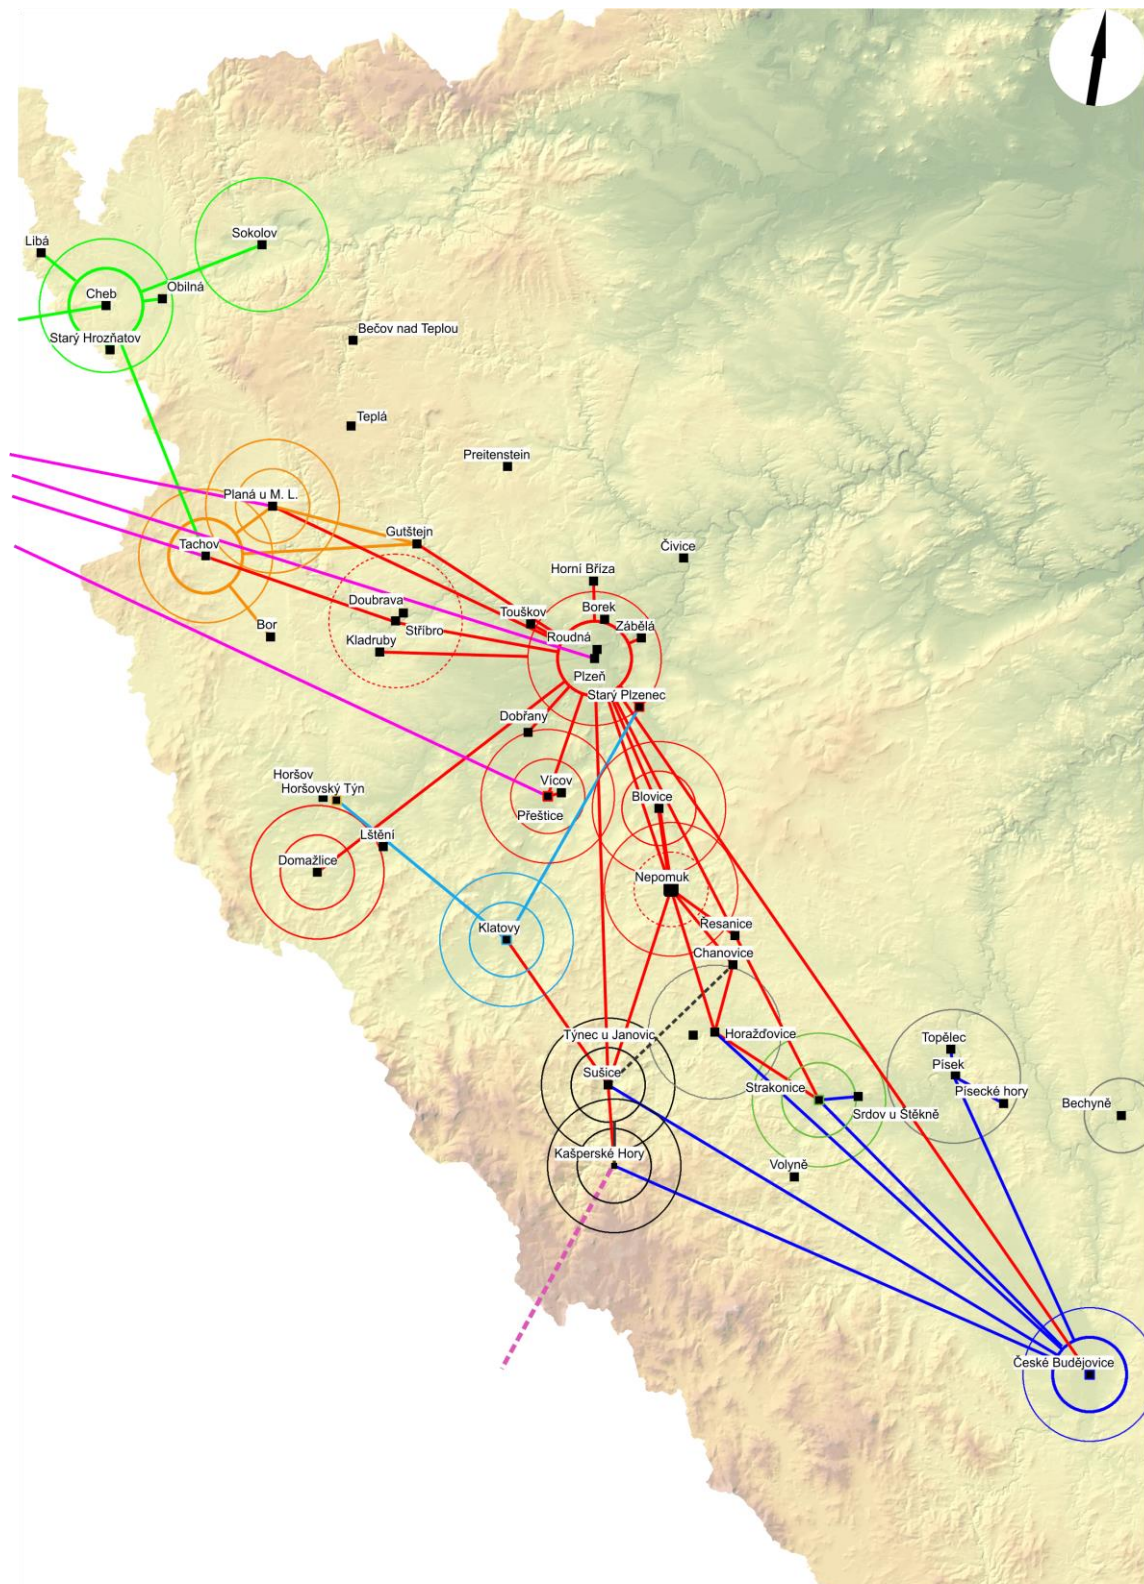 Sokolov
Libá
Obilná
Cheb
Starý Hrozňatov
Bečov nad Teplou
Teplá
Preitenstein
Planá u M. L.
Gutštejn
Tachov
Čivice
Horní Bříza
Doubrava
Touškov
Borek
Stříbro
Zábělá
Bor
Kladruby
Roudná
Plzeň
Starý Plzenec
Dobřany
Horšov
Vícov
Horšovský Týn
Blovice
Přeštice
Lštění
Domažlice
Nepomuk
Klatovy
Řesanice
Chanovice
Týnec u Janovic
Horažďovice
Topělec
Sušice
Písek
Strakonice
Písecké hory
Bechyně
Srdov u Štěkně
Kašperské Hory
Volyně
České Budějovice